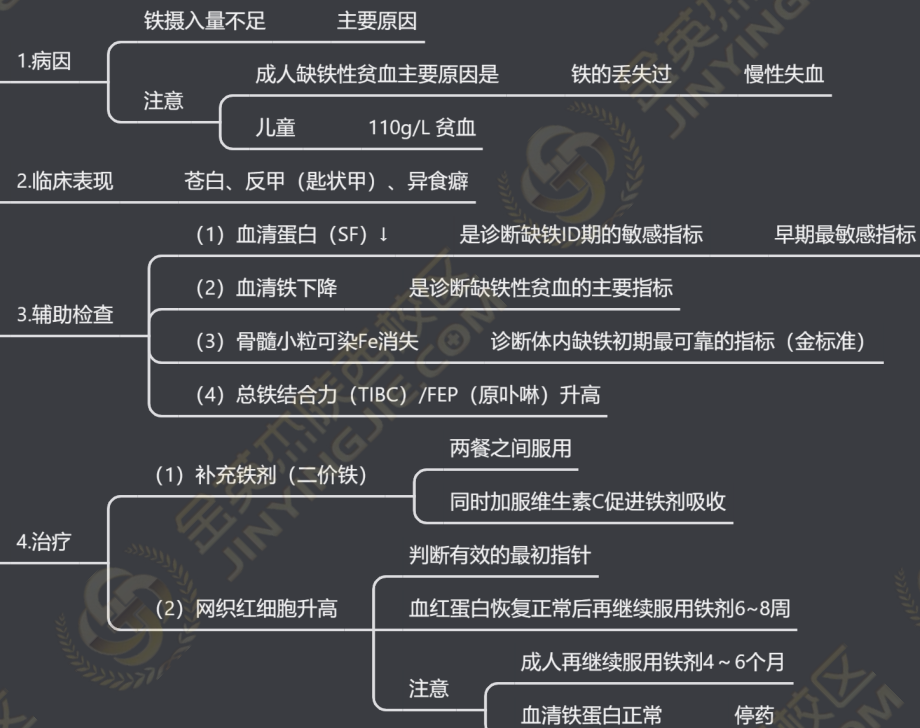 铁摄入量不足 主要原因
1.病因
成人缺铁性贫血主要原因是 铁的丢失过 慢性失血
注意
儿童 110g/L 贫血
2.临床表现 苍白、反甲（匙状甲）、异食癖
（1）血清蛋白（SF）↓ 是诊断缺铁ID期的敏感指标 早期最敏感指标
（2）血清铁下降 是诊断缺铁性贫血的主要指标
3.辅助检查
（3）骨髓小粒可染Fe消失 诊断体内缺铁初期最可靠的指标（金标准）
（4）总铁结合力（TIBC）/FEP（原卟啉）升高
两餐之间服用
（1）补充铁剂（二价铁）
同时加服维生素C促进铁剂吸收
4.治疗
判断有效的最初指针
（2）网织红细胞升高 血红蛋白恢复正常后再继续服用铁剂6~8周
成人再继续服用铁剂4～6个月
注意
血清铁蛋白正常 停药
金英杰陕西校区
JINYINGJIE.COM